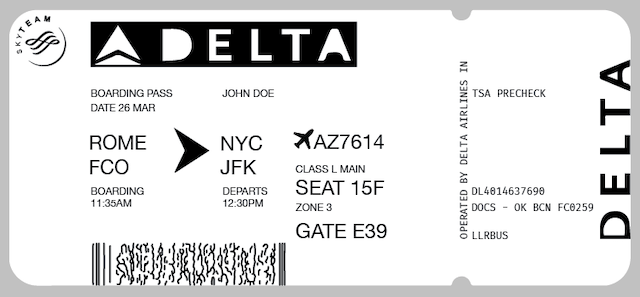 SKYTEAM
DELTA
BOARDING PASS
JOHN DOE
DATE 26 MAR
ROME
FCO
NYC
JFK
AZ7614
CLASS L MAIN
SEAT 15F
ZONE 3
GATE E39
BOARDING
11:35AM
DEPARTS
12:30PM
OPERATED BY DELTA AIRLINES IN
TSA PRECHECK
DL4014637690
DOCS - OK BCN FC0259
LLRBUS
DELTA